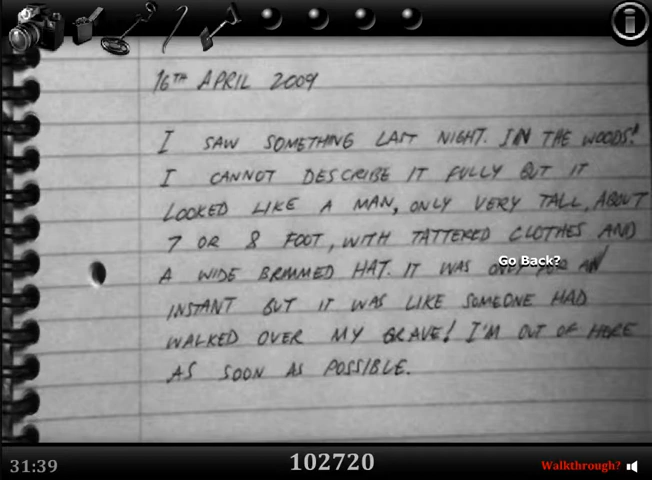 16TH APRIL 2009
I SAW SOMETHING LAST NIGHT. IN THE WOODS!
I CANNOT DESCRIBE IT FULLY BUT IT
LOOKED LIKE A MAN, ONLY VERY TALL, ABOUT
7 OR 8 FOOT, WITH TATTERED CLOTHES AND
A WIDE BRIMMED HAT. IT WAS ONLY FOR AN
Go Back?
INSTANT BUT IT WAS LIKE SOMEONE HAD
WALKED OVER MY GRAVE! I'M OUT OF HERE
AS SOON AS POSSIBLE.
31:39
102720
Walkthrough?